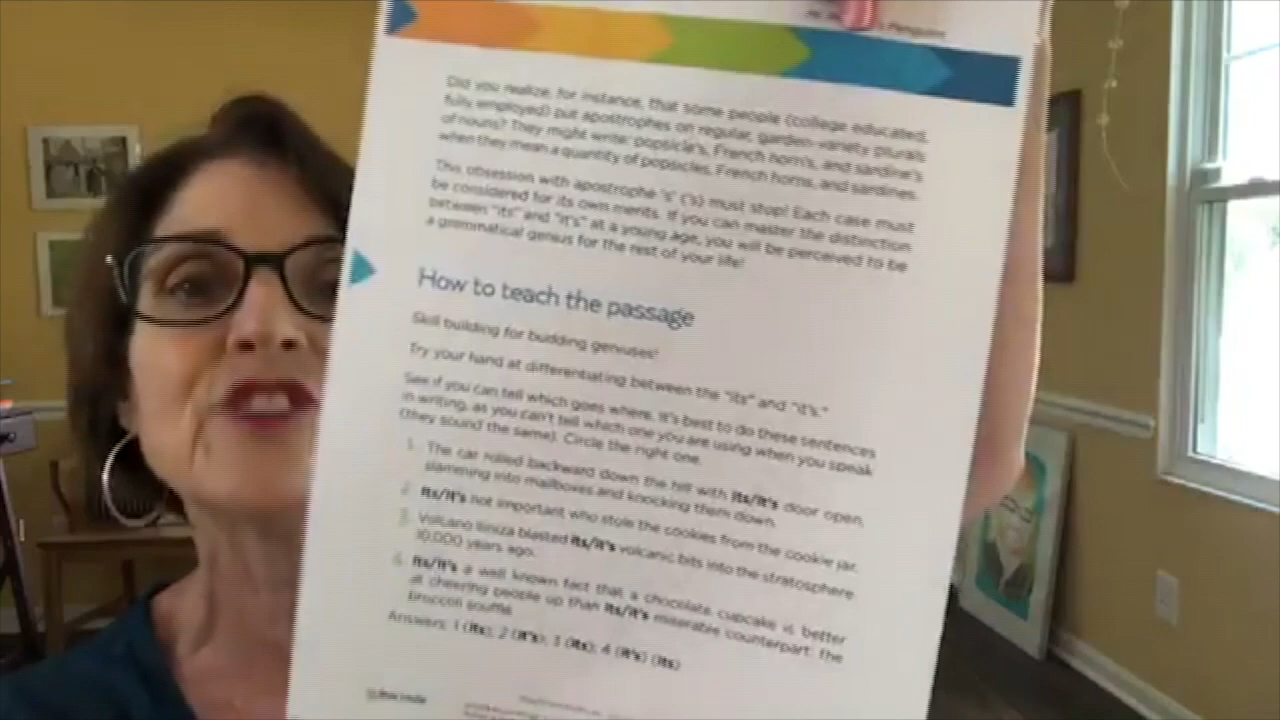 Penguins
Did you realize, for instance, that some people (college educated,
fully employed) put apostrophes on regular, garden-variety plurals
of nouns? They might write: popsicle's, French horn's, and sardine's
when they mean a quantity of popsicles, French horns, and sardines.
This obsession with apostrophe 's' ('s) must stop! Each case must
be considered for its own merits. If you can master the distinction
between "its" and "it's" at a young age, you will be perceived to be
a grammatical genius for the rest of your life!
How to teach the passage
Skill building for budding geniuses!
Try your hand at differentiating between the "its" and "it's."
See if you can tell which goes where. It's best to do these sentences
in writing, as you can't tell which one you are using when you speak
(they sound the same). Circle the right one.
1. The car rolled backward down the hill with its/it's door open,
slamming into mailboxes and knocking them down.
2. Its/It's not important who stole the cookies from the cookie jar.
3. Volcano Iliniza blasted its/it's volcanic bits into the stratosphere
10,000 years ago.
4. Its/It's a well known fact that a chocolate cupcake is better
at cheering people up than its/it's miserable counterpart: the
broccoli soufflé.
Answers: 1 (its); 2 (it's); 3 (its); 4 (it's) (its)